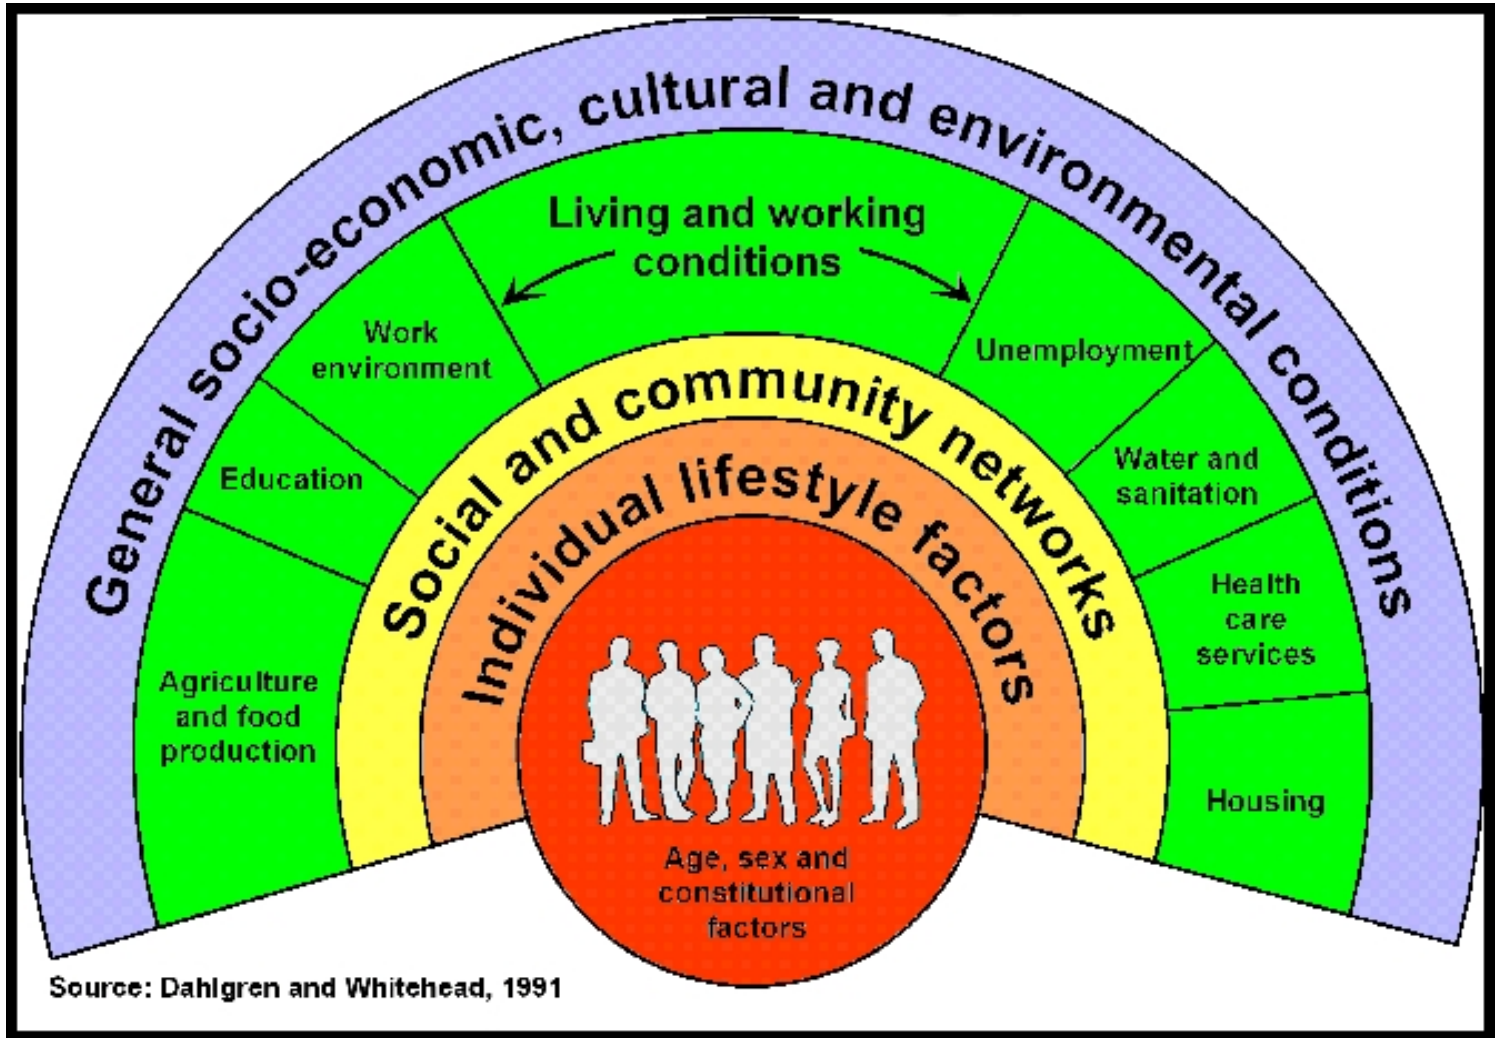 General socio-economic, cultural and environmental conditions
Living and working
conditions
Work
environment
Unemployment
Education
Water and
sanitation
Agriculture
and food
production
Health
care
services
Housing
Social and community networks
Individual lifestyle factors
Age, sex and
constitutional
factors
Source: Dahlgren and Whitehead, 1991